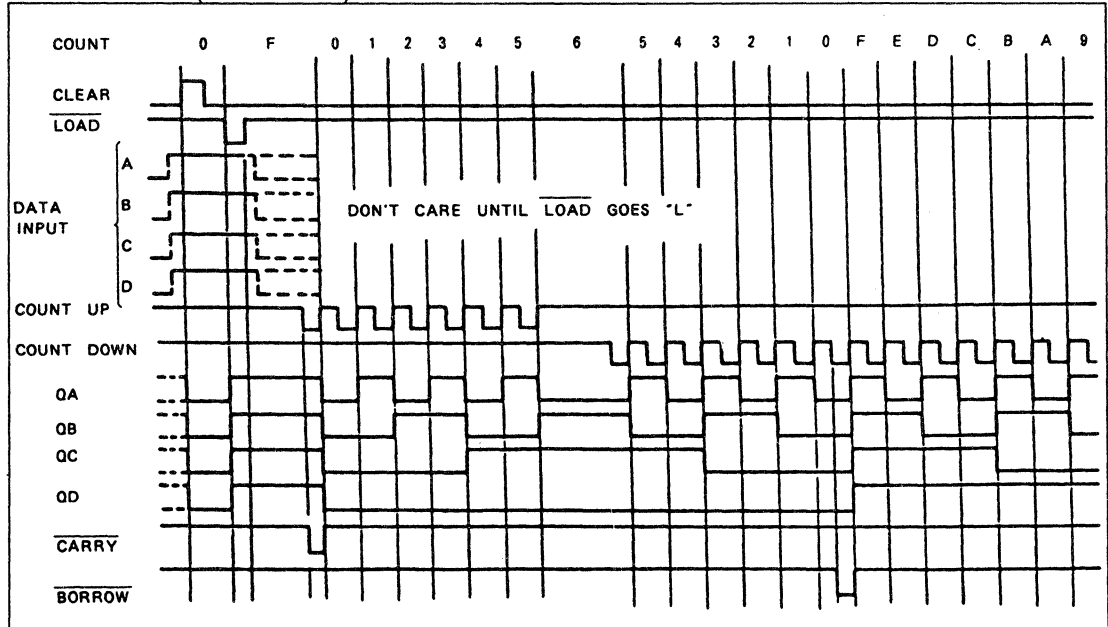 COUNT 0 F 0 1 2 3 4 5 6 5 4 3 2 1 0 F E D C B A 9
CLEAR
LOAD
DATA INPUT
A
B
C
D
DON'T CARE UNTIL LOAD GOES "L"
COUNT UP
COUNT DOWN
QA
QB
QC
QD
CARRY
BORROW